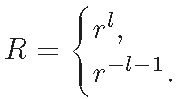 R = { r^l,
r^{-l-1}.